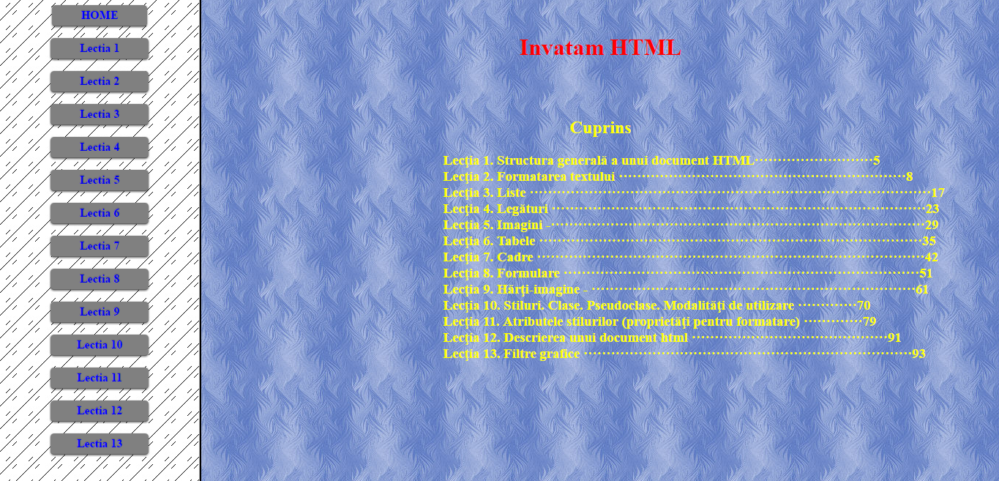 HOME
Lectia 1
Lectia 2
Lectia 3
Lectia 4
Lectia 5
Lectia 6
Lectia 7
Lectia 8
Lectia 9
Lectia 10
Lectia 11
Lectia 12
Lectia 13
Invatam HTML
Cuprins
Lecţia 1. Structura generală a unui document HTML··························5
Lecţia 2. Formatarea textului ·······························································8
Lecţia 3. Liste ························································································17
Lecţia 4. Legături ··················································································23
Lecţia 5. Imagini -··················································································29
Lecţia 6. Tabele ····················································································35
Lecţia 7. Cadre ·····················································································42
Lecţia 8. Formulare ··············································································51
Lecţia 9. Hărţi-imagine - ·······································································61
Lecţia 10. Stiluri. Clase. Pseudoclase. Modalităţi de utilizare ·············70
Lecţia 11. Atributele stilurilor (proprietăţi pentru formatare) ·············79
Lecţia 12. Descrierea unui document html ···········································91
Lecţia 13. Filtre grafice ········································································93